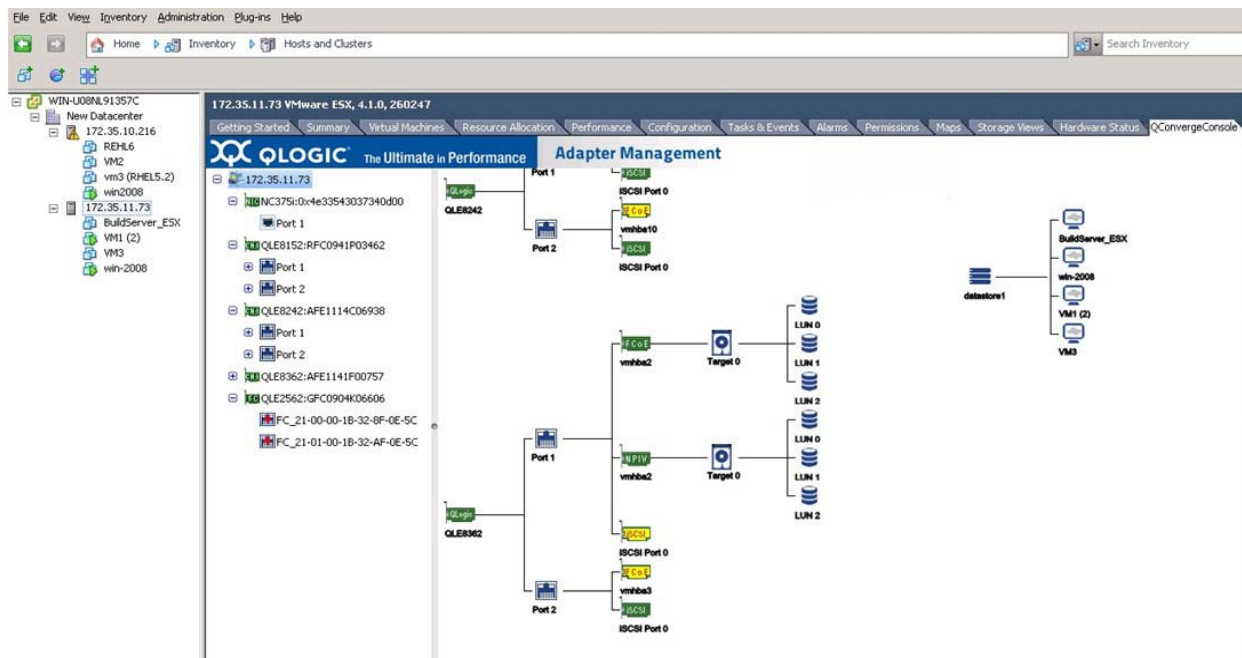 File Edit View Inventory Administration Plug-ins Help
Home Inventory Hosts and Clusters Search Inventory
WIN-U08NL91357C
New Datacenter
172.35.10.216
REHL6
VM2
vm3 (RHEL5.2)
win2008
172.35.11.73
BuildServer_ESX
VM1 (2)
VM3
win-2008
172.35.11.73 VMware ESX, 4.1.0, 260247
Getting Started Summary Virtual Machines Resource Allocation Performance Configuration Tasks & Events Alarms Permissions Maps Storage Views Hardware Status QConvergeConsole
QLOGIC The Ultimate in Performance Adapter Management
172.35.11.73
NC375i:0x4e33543037340d00
Port 1
QLE8152:RFC0941P03462
Port 1
Port 2
QLE8242:AFE1114C06938
Port 1
Port 2
QLE8362:AFE1141F00757
QLE2562:GFC0904K06606
FC_21-00-00-1B-32-8F-0E-5C
FC_21-01-00-1B-32-AF-0E-5C
QLogic
QLE8242
Port 1
iSCSI
iSCSI Port 0
Port 2
FCoE
vmhba10
iSCSI
iSCSI Port 0
QLogic
QLE8362
Port 1
FCoE
vmhba2
Target 0
LUN 0
LUN 1
LUN 2
NPIV
vmhba2
Target 0
LUN 0
LUN 1
LUN 2
iSCSI
iSCSI Port 0
Port 2
FCoE
vmhba3
iSCSI
iSCSI Port 0
datastore1
BuildServer_ESX
win-2008
VM1 (2)
VM3